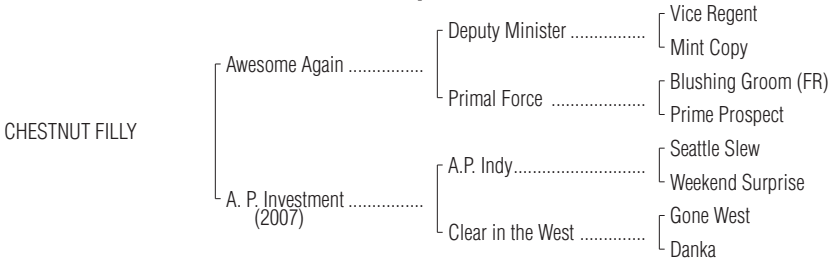 Vice Regent
Deputy Minister ................
Mint Copy
Awesome Again ................
Blushing Groom (FR)
Primal Force ....................
Prime Prospect
CHESTNUT FILLY
Seattle Slew
A.P. Indy............................
Weekend Surprise
A. P. Investment ................
(2007)
Gone West
Clear in the West ..............
Danka